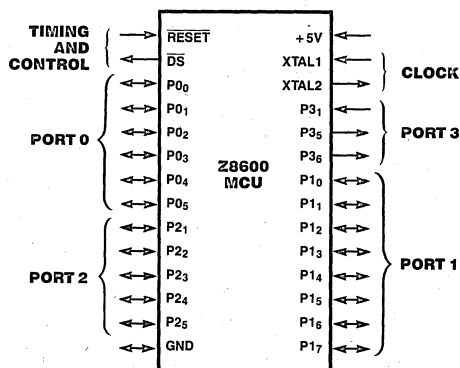 TIMING
AND
CONTROL
PORT 0
PORT 2
R̅E̅S̅E̅T̅
D̅S̅
P0₀
P0₁
P0₂
P0₃
P0₄
P0₅
P2₁
P2₂
P2₃
P2₄
P2₅
GND
Z8600
MCU
+5V
XTAL1
XTAL2
P3₁
P3₅
P3₆
P1₀
P1₁
P1₂
P1₃
P1₄
P1₅
P1₆
P1₇
CLOCK
PORT 3
PORT 1